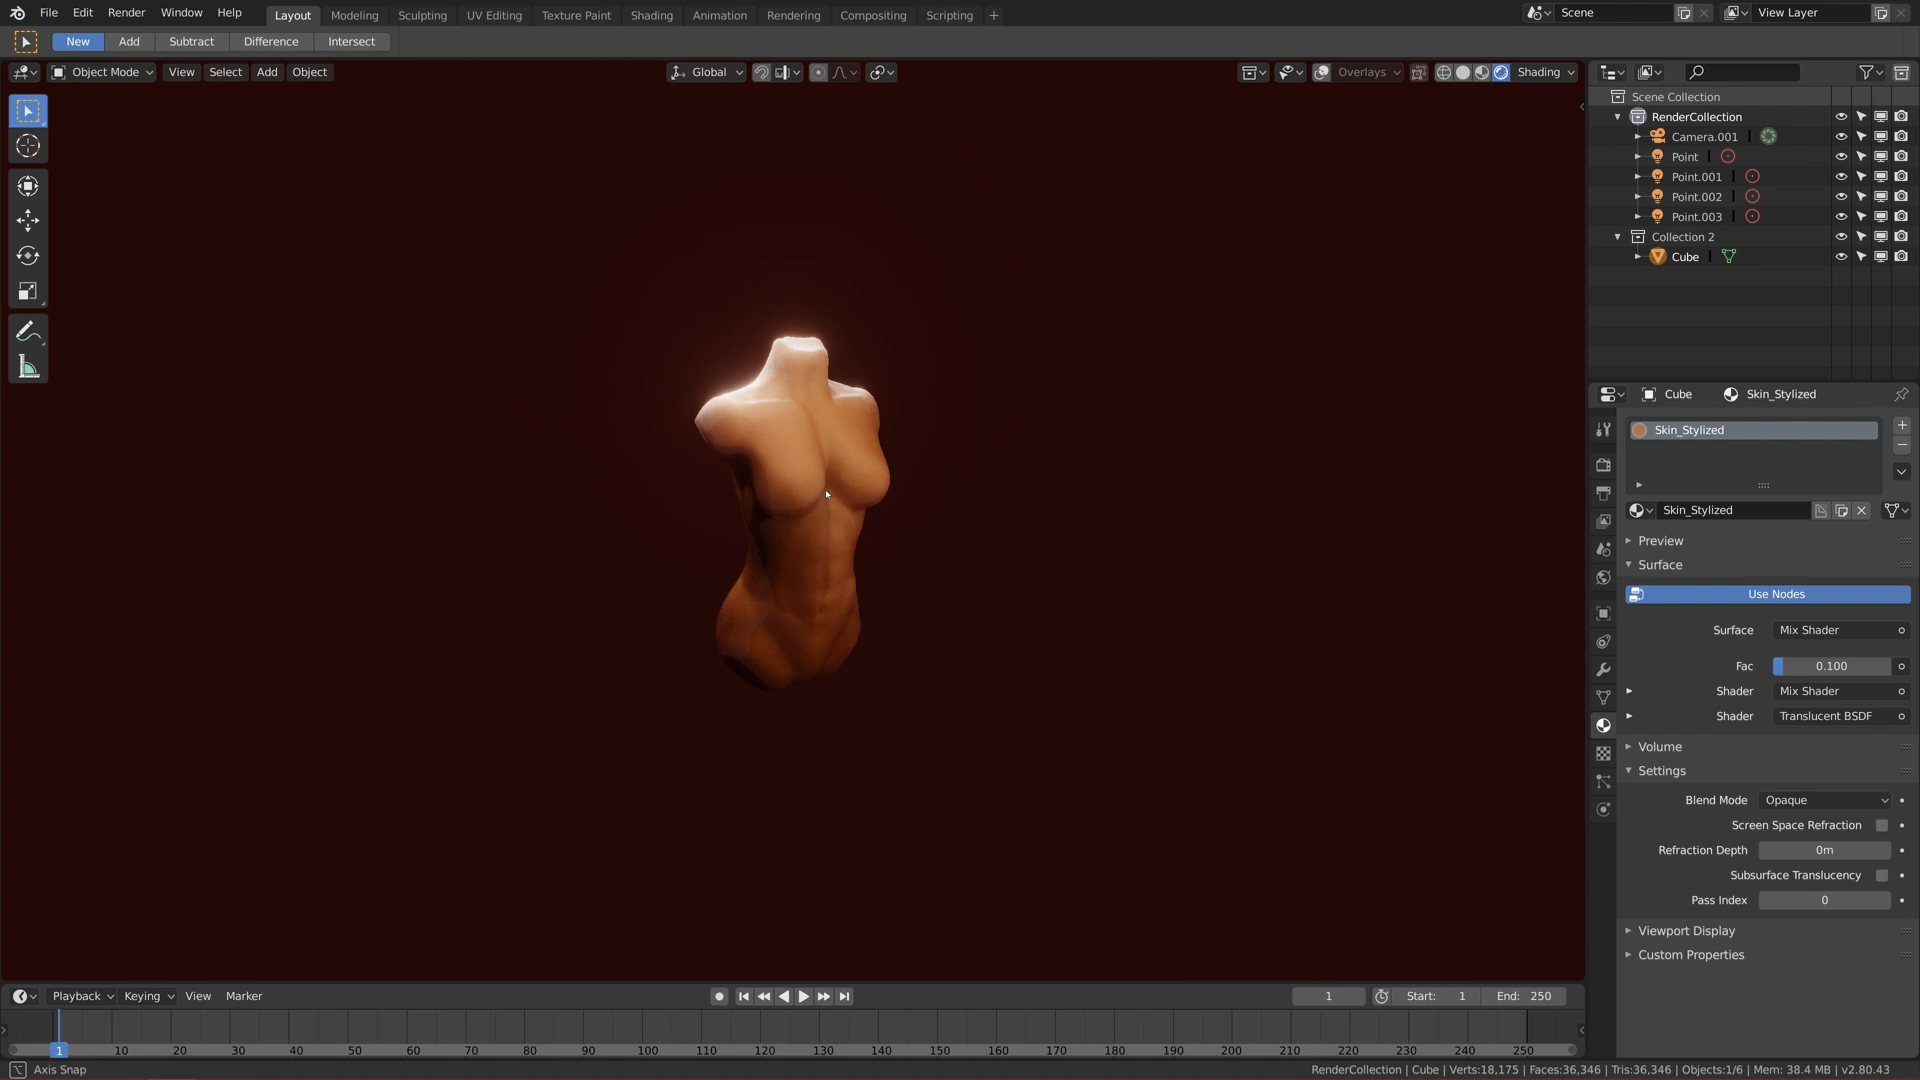 File Edit Render Window Help Layout Modeling Sculpting UV Editing Texture Paint Shading Animation Rendering Compositing Scripting + Scene View Layer
New Add Subtract Difference Intersect
Object Mode View Select Add Object Global Overlays Shading
Scene Collection
RenderCollection
Camera.001
Point
Point.001
Point.002
Point.003
Collection 2
Cube
Cube Skin_Stylized
Skin_Stylized
Skin_Stylized
Preview
Surface
Use Nodes
Surface Mix Shader
Fac 0.100
Shader Mix Shader
Shader Translucent BSDF
Volume
Settings
Blend Mode Opaque
Screen Space Refraction
Refraction Depth 0m
Subsurface Translucency
Pass Index 0
Viewport Display
Custom Properties
Playback Keying View Marker 1 Start: 1 End: 250
1 10 20 30 40 50 60 70 80 90 100 110 120 130 140 150 160 170 180 190 200 210 220 230 240 250
Axis Snap RenderCollection | Cube | Verts:18,175 | Faces:36,346 | Tris:36,346 | Objects:1/6 | Mem: 38.4 MB | v2.80.43